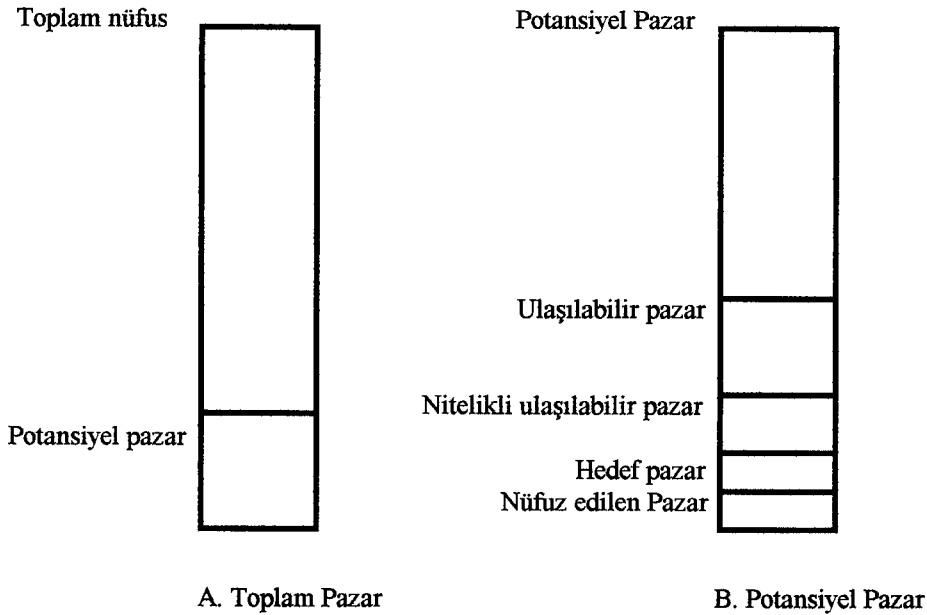 Toplam nüfus
Potansiyel pazar
A. Toplam Pazar
Potansiyel Pazar
Ulaşılabilir pazar
Nitelikli ulaşılabilir pazar
Hedef pazar
Nüfuz edilen Pazar
B. Potansiyel Pazar